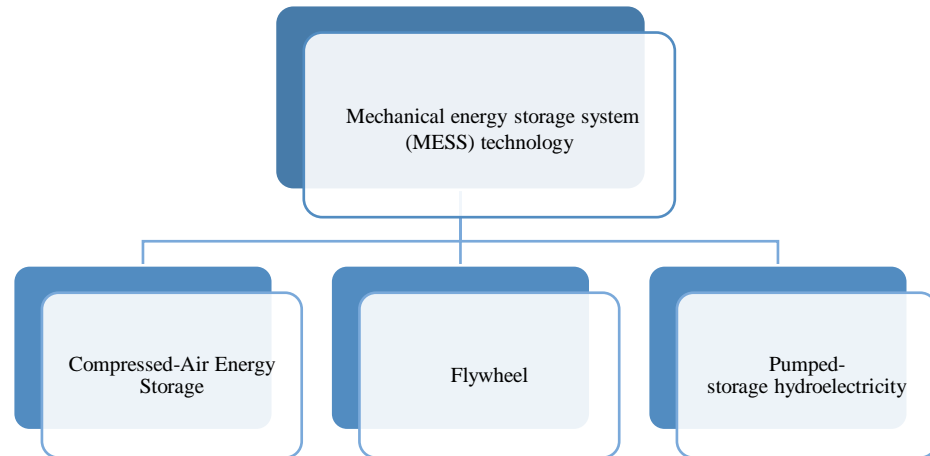 Mechanical energy storage system
(MESS) technology
Compressed-Air Energy
Storage
Flywheel
Pumped-
storage hydroelectricity